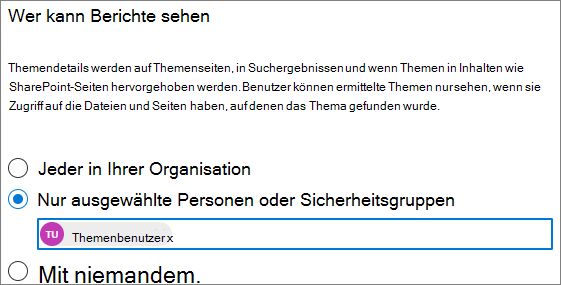 Wer kann Berichte sehen
Themendetails werden auf Themenseiten, in Suchergebnissen und wenn Themen in Inhalten wie
SharePoint-Seiten hervorgehoben werden. Benutzer können ermittelte Themen nur sehen, wenn sie
Zugriff auf die Dateien und Seiten haben, auf denen das Thema gefunden wurde.
Jeder in Ihrer Organisation
Nur ausgewählte Personen oder Sicherheitsgruppen
TU Themenbenutzer x
Mit niemandem.